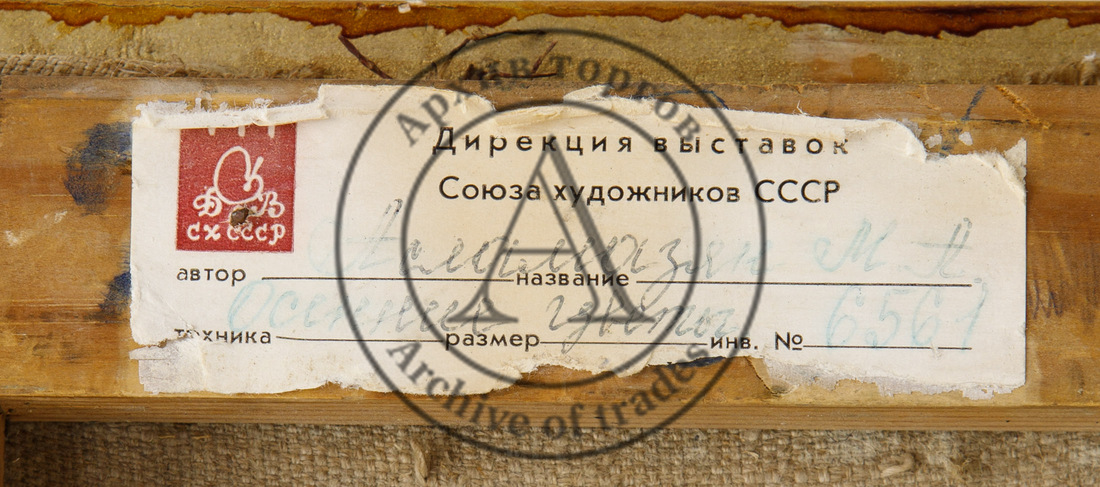 Архив торгов
Дирекция выставок
Союза художников СССР
Д В
СХ СССР
Асламазян М А
автор название
Осенние цветы 6561
техника размер инв. №
Archive of trades